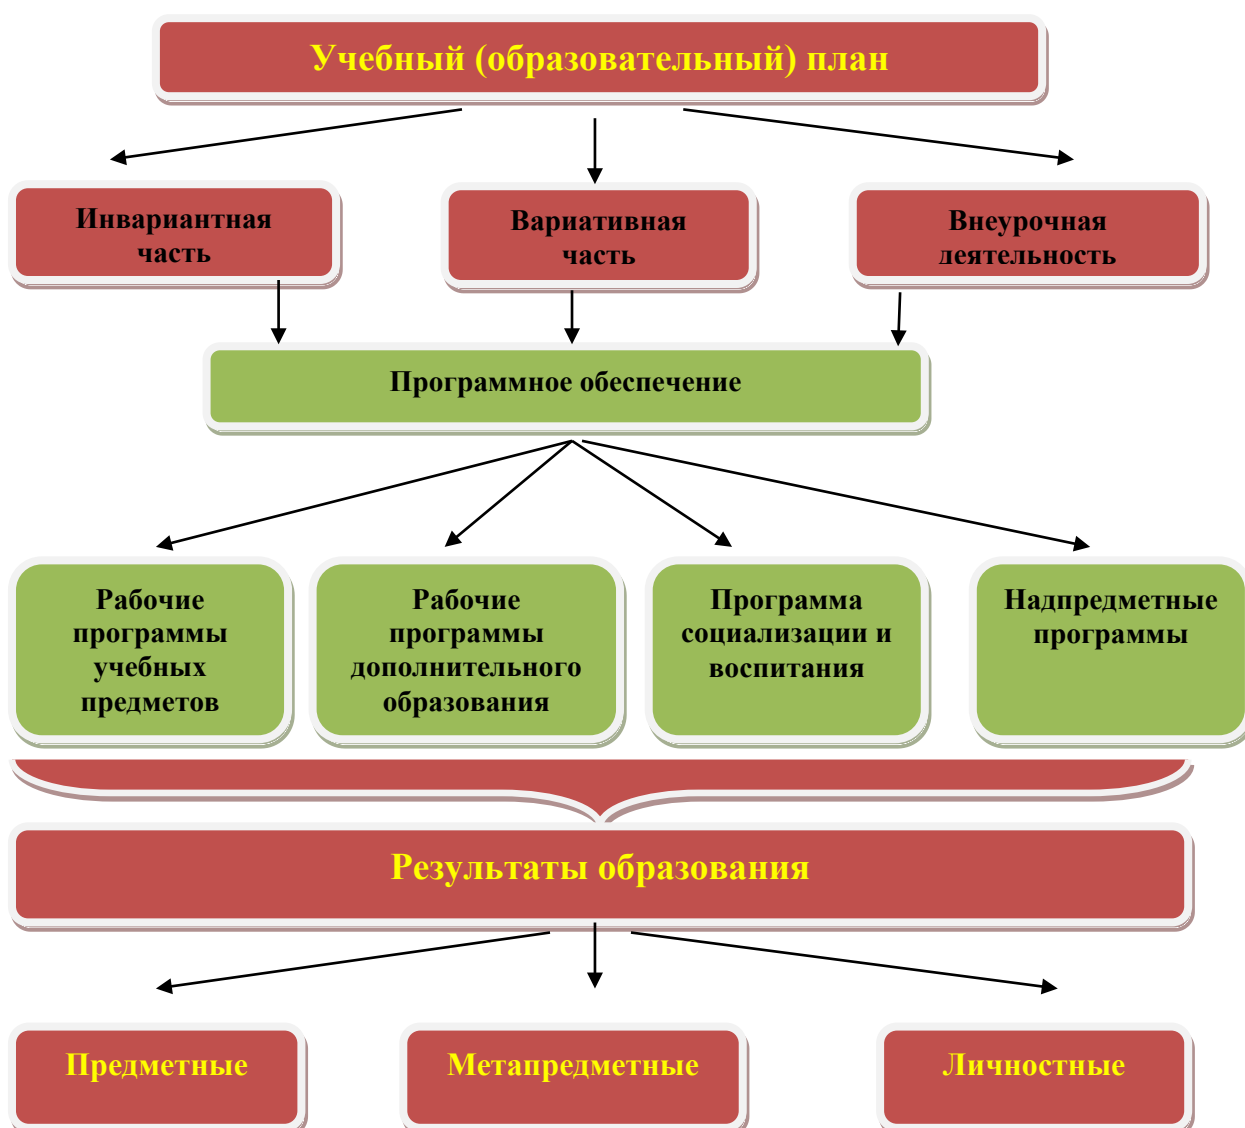 Учебный (образовательный) план
Инвариантная
часть
Вариативная
часть
Внеурочная
деятельность
Программное обеспечение
Рабочие
программы
учебных
предметов
Рабочие
программы
дополнительного
образования
Программа
социализации и
воспитания
Надпредметные
программы
Результаты образования
Предметные
Метапредметные
Личностные